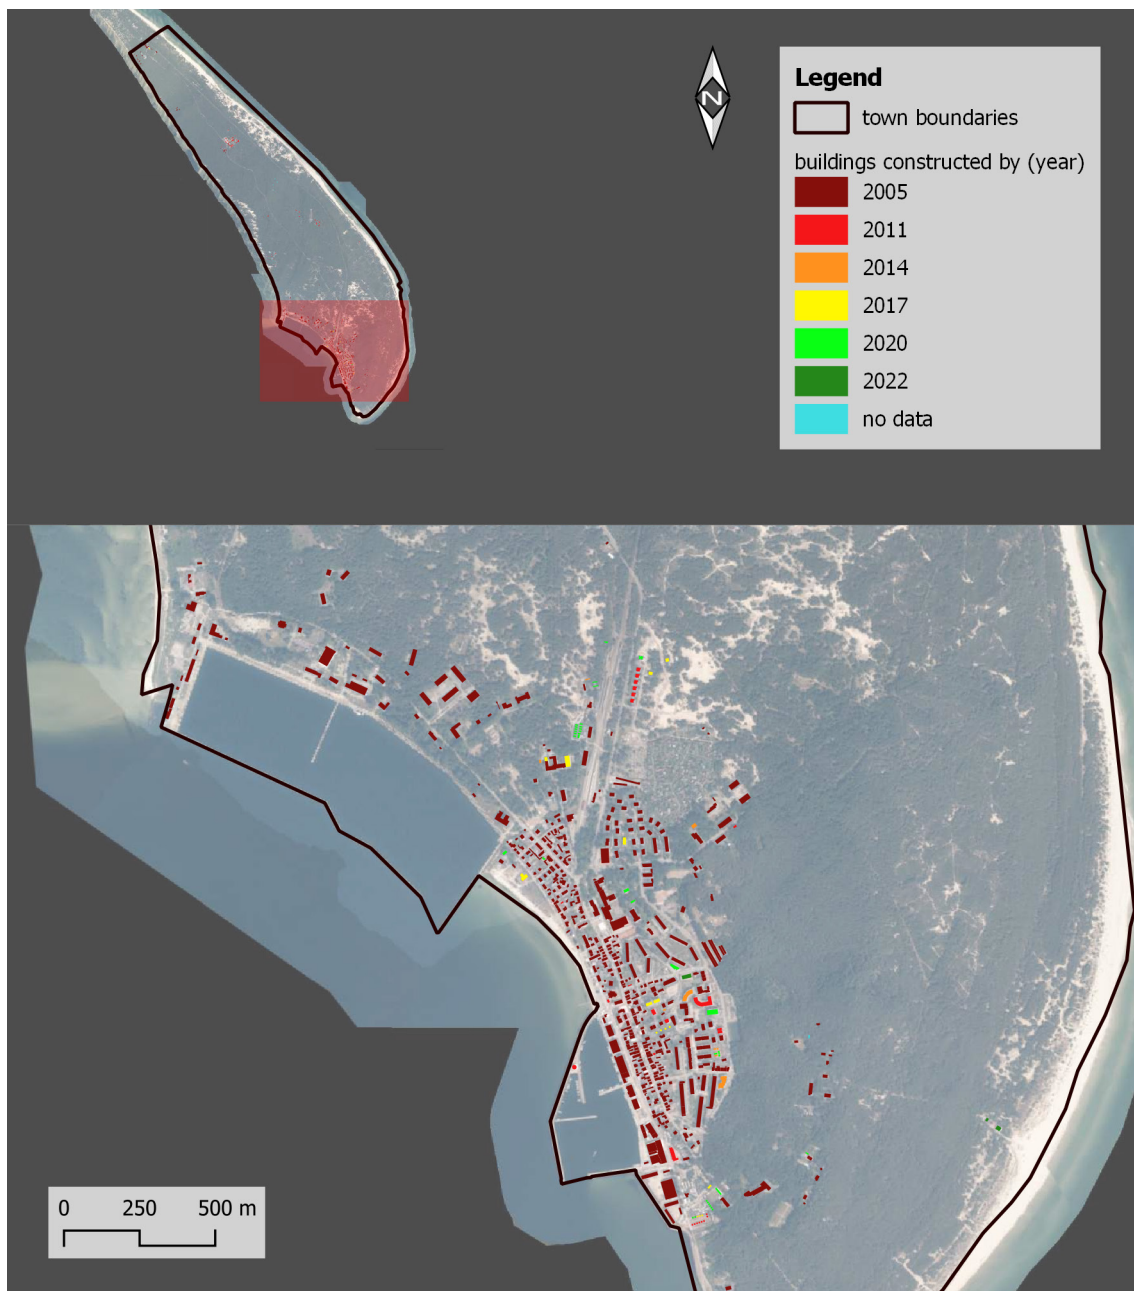 N
Legend
town boundaries
buildings constructed by (year)
2005
2011
2014
2017
2020
2022
no data
0 250 500 m